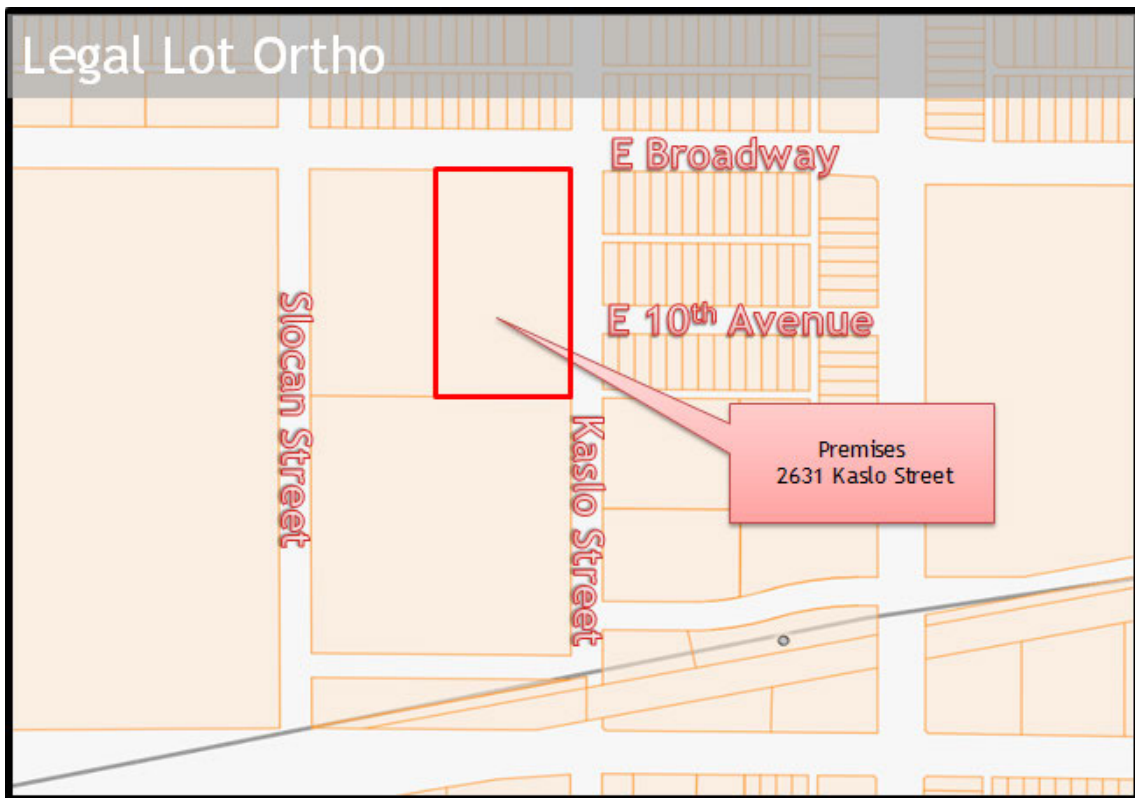 Legal Lot Ortho
E Broadway
E 10th Avenue
Slocan Street
Kaslo Street
Premises
2631 Kaslo Street